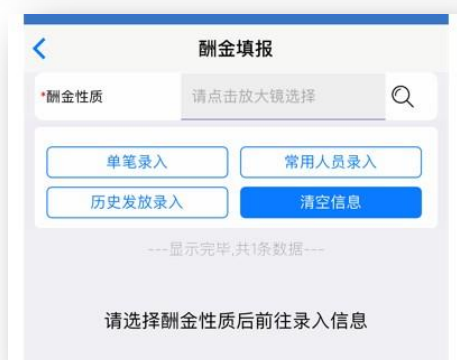 酬金填报
*酬金性质 请点击放大镜选择
单笔录入 常用人员录入
历史发放录入 清空信息
---显示完毕,共1条数据---
请选择酬金性质后前往录入信息